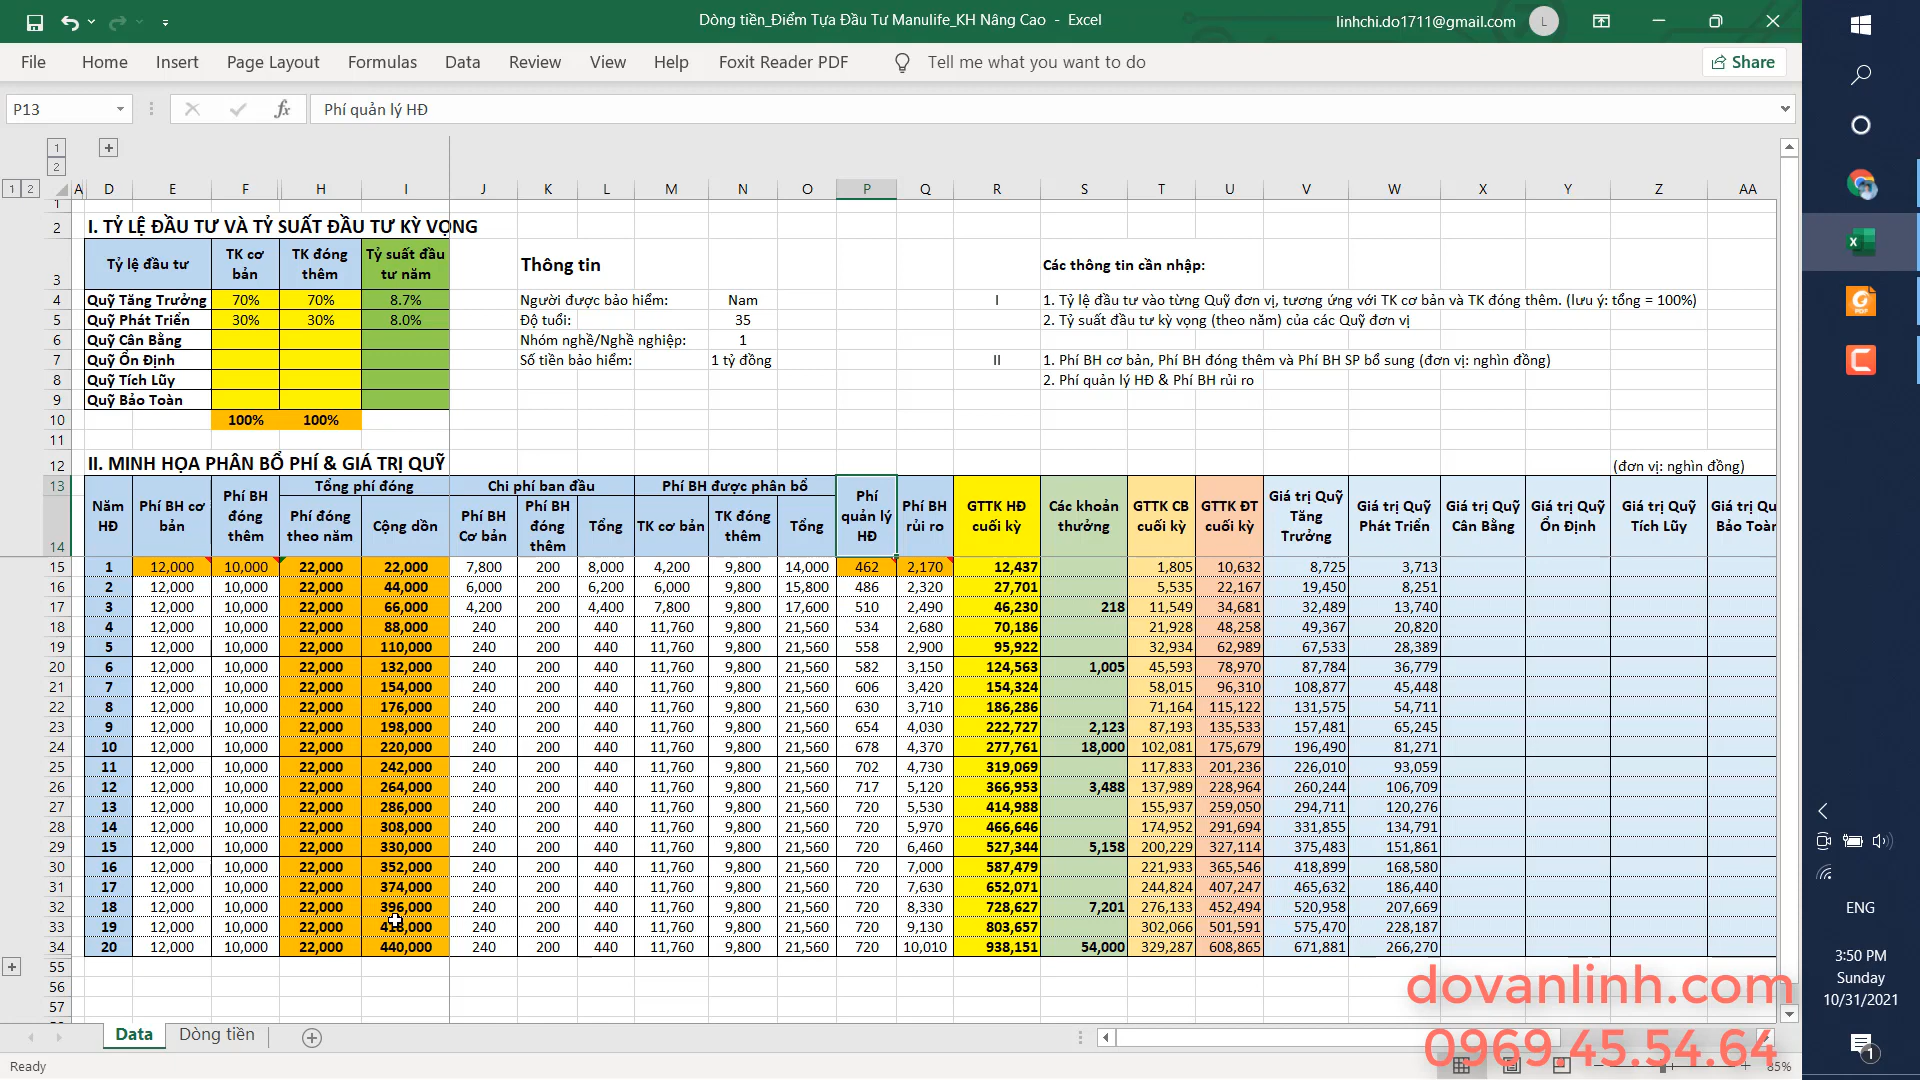 Dòng tiền_Điểm Tựa Đầu Tư Manulife_KH Nâng Cao - Excel
linhchi.do1711@gmail.com L
File Home Insert Page Layout Formulas Data Review View Help Foxit Reader PDF Tell me what you want to do Share
P13 fx Phí quản lý HĐ
1
2
1 2 A D E F H I J K L M N O P Q R S T U V W X Y Z AA
1
2 I. TỶ LỆ ĐẦU TƯ VÀ TỶ SUẤT ĐẦU TƯ KỲ VỌNG
3 Tỷ lệ đầu tư TK cơ bản TK đóng thêm Tỷ suất đầu tư năm Thông tin Các thông tin cần nhập:
4 Quỹ Tăng Trưởng 70% 70% 8.7% Người được bảo hiểm: Nam I 1. Tỷ lệ đầu tư vào từng Quỹ đơn vị, tương ứng với TK cơ bản và TK đóng thêm. (lưu ý: tổng = 100%)
5 Quỹ Phát Triển 30% 30% 8.0% Độ tuổi: 35 2. Tỷ suất đầu tư kỳ vọng (theo năm) của các Quỹ đơn vị
6 Quỹ Cân Bằng Nhóm nghề/Nghề nghiệp: 1
7 Quỹ Ổn Định Số tiền bảo hiểm: 1 tỷ đồng II 1. Phí BH cơ bản, Phí BH đóng thêm và Phí BH SP bổ sung (đơn vị: nghìn đồng)
8 Quỹ Tích Lũy 2. Phí quản lý HĐ & Phí BH rủi ro
9 Quỹ Bảo Toàn
10 100% 100%
11
12 II. MINH HỌA PHÂN BỔ PHÍ & GIÁ TRỊ QUỸ (đơn vị: nghìn đồng)
13 Năm HĐ Phí BH cơ bản Phí BH đóng thêm Tổng phí đóng Chi phí ban đầu Phí BH được phân bổ Phí quản lý HĐ Phí BH rủi ro GTTK HĐ cuối kỳ Các khoản thưởng GTTK CB cuối kỳ GTTK ĐT cuối kỳ Giá trị Quỹ Tăng Trưởng Giá trị Quỹ Phát Triển Giá trị Quỹ Cân Bằng Giá trị Quỹ Ổn Định Giá trị Quỹ Tích Lũy Giá trị Qu Bảo Toàn
14 Phí đóng theo năm Cộng dồn Phí BH Cơ bản Phí BH đóng thêm Tổng TK cơ bản TK đóng thêm Tổng
15 1 12,000 10,000 22,000 22,000 7,800 200 8,000 4,200 9,800 14,000 462 2,170 12,437 1,805 10,632 8,725 3,713
16 2 12,000 10,000 22,000 44,000 6,000 200 6,200 6,000 9,800 15,800 486 2,320 27,701 5,535 22,167 19,450 8,251
17 3 12,000 10,000 22,000 66,000 4,200 200 4,400 7,800 9,800 17,600 510 2,490 46,230 218 11,549 34,681 32,489 13,740
18 4 12,000 10,000 22,000 88,000 240 200 440 11,760 9,800 21,560 534 2,680 70,186 21,928 48,258 49,367 20,820
19 5 12,000 10,000 22,000 110,000 240 200 440 11,760 9,800 21,560 558 2,900 95,922 32,934 62,989 67,533 28,389
20 6 12,000 10,000 22,000 132,000 240 200 440 11,760 9,800 21,560 582 3,150 124,563 1,005 45,593 78,970 87,784 36,779
21 7 12,000 10,000 22,000 154,000 240 200 440 11,760 9,800 21,560 606 3,420 154,324 58,015 96,310 108,877 45,448
22 8 12,000 10,000 22,000 176,000 240 200 440 11,760 9,800 21,560 630 3,710 186,286 71,164 115,122 131,575 54,711
23 9 12,000 10,000 22,000 198,000 240 200 440 11,760 9,800 21,560 654 4,030 222,727 2,123 87,193 135,533 157,481 65,245
24 10 12,000 10,000 22,000 220,000 240 200 440 11,760 9,800 21,560 678 4,370 277,761 18,000 102,081 175,679 196,490 81,271
25 11 12,000 10,000 22,000 242,000 240 200 440 11,760 9,800 21,560 702 4,730 319,069 117,833 201,236 226,010 93,059
26 12 12,000 10,000 22,000 264,000 240 200 440 11,760 9,800 21,560 717 5,120 366,953 3,488 137,989 228,964 260,244 106,709
27 13 12,000 10,000 22,000 286,000 240 200 440 11,760 9,800 21,560 720 5,530 414,988 155,937 259,050 294,711 120,276
28 14 12,000 10,000 22,000 308,000 240 200 440 11,760 9,800 21,560 720 5,970 466,646 174,952 291,694 331,855 134,791
29 15 12,000 10,000 22,000 330,000 240 200 440 11,760 9,800 21,560 720 6,460 527,344 5,158 200,229 327,114 375,483 151,861
30 16 12,000 10,000 22,000 352,000 240 200 440 11,760 9,800 21,560 720 7,000 587,479 221,933 365,546 418,899 168,580
31 17 12,000 10,000 22,000 374,000 240 200 440 11,760 9,800 21,560 720 7,630 652,071 244,824 407,247 465,632 186,440
32 18 12,000 10,000 22,000 396,000 240 200 440 11,760 9,800 21,560 720 8,330 728,627 7,201 276,133 452,494 520,958 207,669
33 19 12,000 10,000 22,000 418,000 240 200 440 11,760 9,800 21,560 720 9,130 803,657 302,066 501,591 575,470 228,187
34 20 12,000 10,000 22,000 440,000 240 200 440 11,760 9,800 21,560 720 10,010 938,151 54,000 329,287 608,865 671,881 266,270
55
56
57
Data Dòng tiền
Ready 85%
ENG
3:50 PM
Sunday
10/31/2021
1
dovanlinh.com
0969.45.54.64